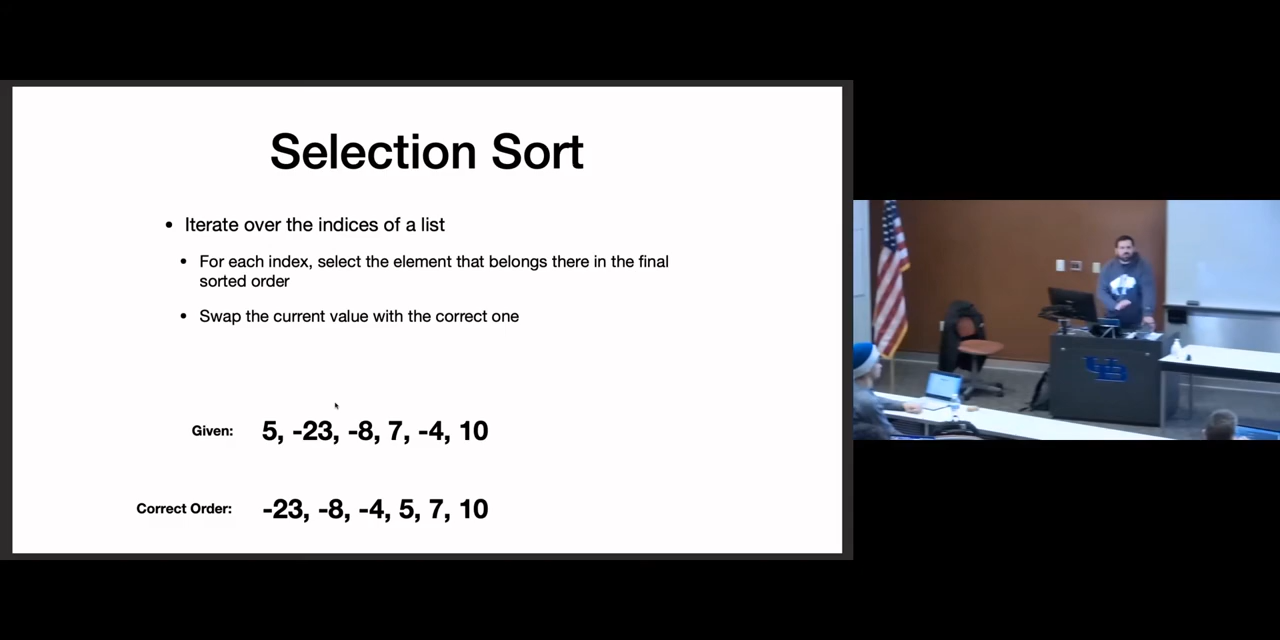 Selection Sort
• Iterate over the indices of a list
• For each index, select the element that belongs there in the final
sorted order
• Swap the current value with the correct one
Given: 5, -23, -8, 7, -4, 10
Correct Order: -23, -8, -4, 5, 7, 10
UB